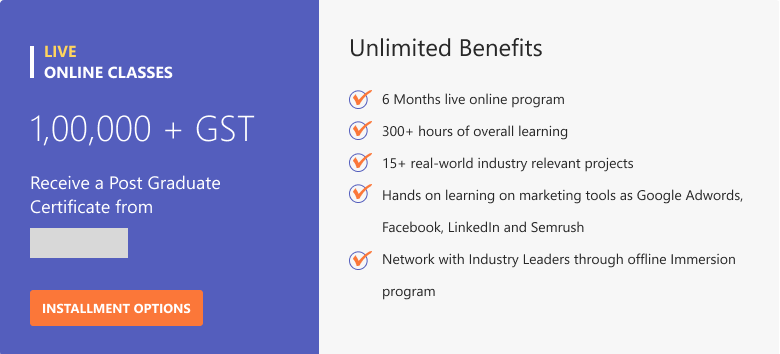 LIVE
ONLINE CLASSES
1,00,000 + GST
Receive a Post Graduate
Certificate from
INSTALLMENT OPTIONS
Unlimited Benefits
6 Months live online program
300+ hours of overall learning
15+ real-world industry relevant projects
Hands on learning on marketing tools as Google Adwords,
Facebook, LinkedIn and Semrush
Network with Industry Leaders through offline Immersion
program